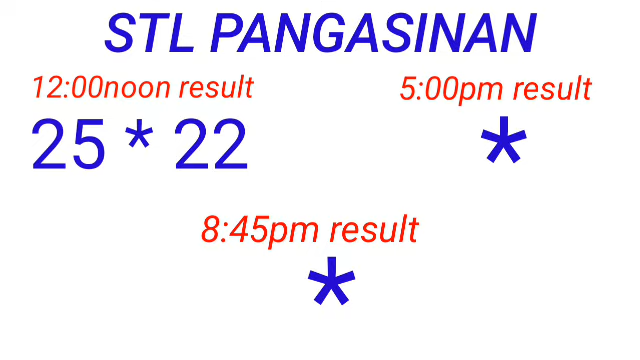 STL PANGASINAN
12:00noon result
5:00pm result
25 * 22
*
8:45pm result
*